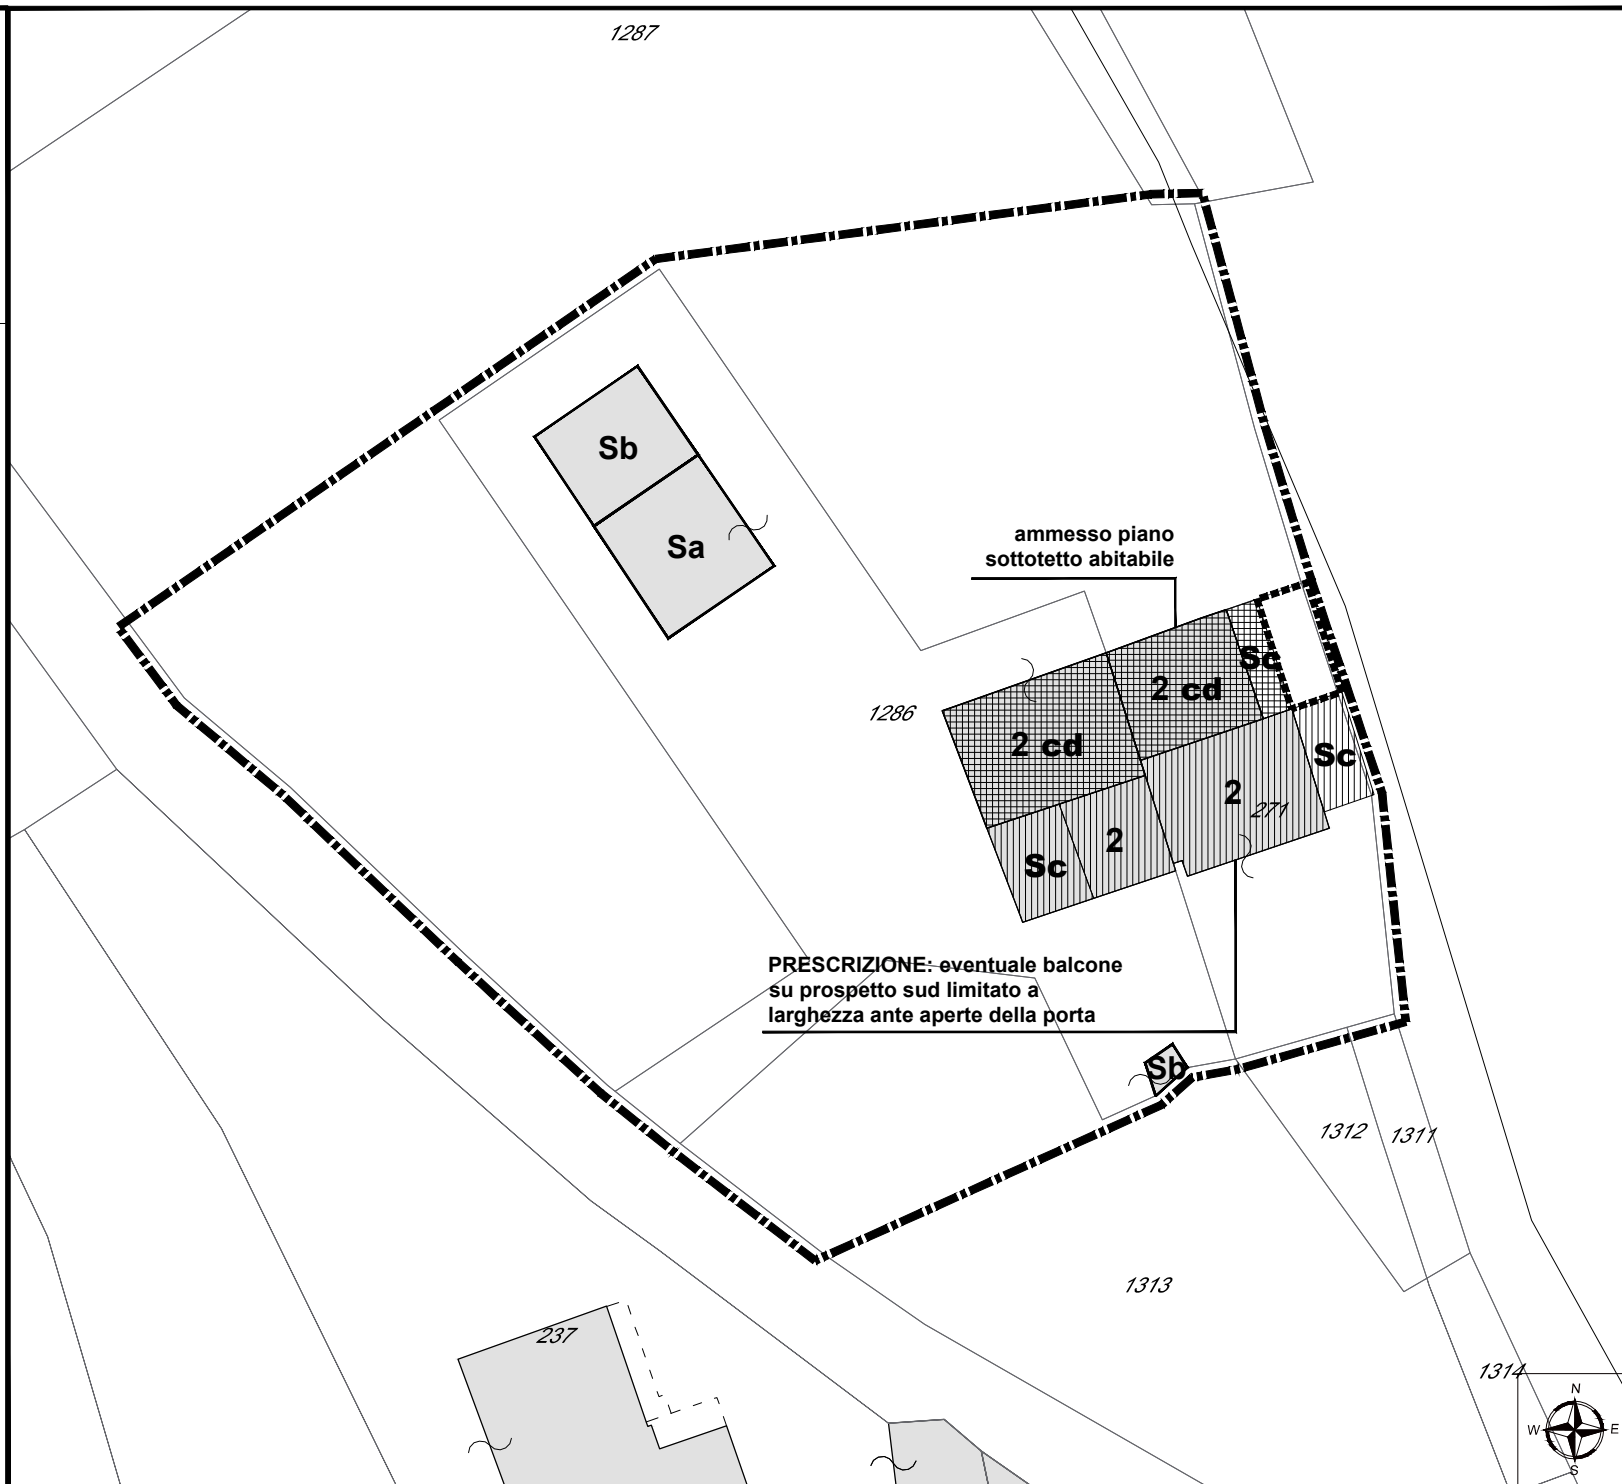 1287
Sb
Sa
ammesso piano
sottotetto abitabile
Sc
2 cd
1286
2 cd
Sc
2
271
2
Sc
PRESCRIZIONE: eventuale balcone
su prospetto sud limitato a
larghezza ante aperte della porta
Sb
1312
1311
1313
237
1314
N
W
E
S